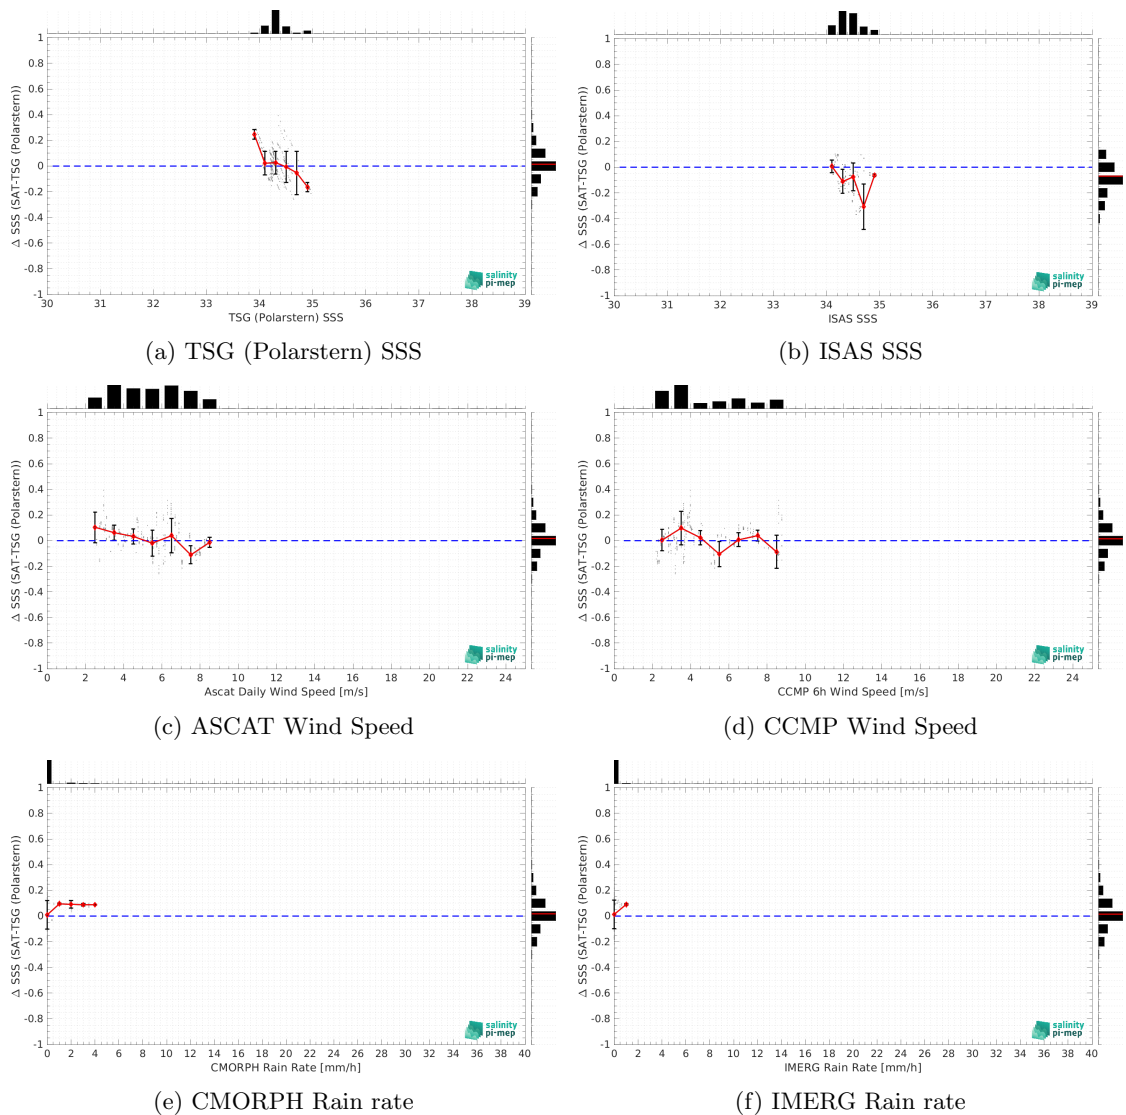 1
0.8
0.6
0.4
0.2
0
-0.2
-0.4
-0.6
-0.8
-1
Δ SSS (SAT-TSG (Polarstern))
30 31 32 33 34 35 36 37 38 39
TSG (Polarstern) SSS
salinity
pi-mep
(a) TSG (Polarstern) SSS
1
0.8
0.6
0.4
0.2
0
-0.2
-0.4
-0.6
-0.8
-1
Δ SSS (SAT-TSG (Polarstern))
30 31 32 33 34 35 36 37 38 39
ISAS SSS
salinity
pi-mep
(b) ISAS SSS
1
0.8
0.6
0.4
0.2
0
-0.2
-0.4
-0.6
-0.8
-1
Δ SSS (SAT-TSG (Polarstern))
0 2 4 6 8 10 12 14 16 18 20 22 24
Ascat Daily Wind Speed [m/s]
salinity
pi-mep
(c) ASCAT Wind Speed
1
0.8
0.6
0.4
0.2
0
-0.2
-0.4
-0.6
-0.8
-1
Δ SSS (SAT-TSG (Polarstern))
0 2 4 6 8 10 12 14 16 18 20 22 24
CCMP 6h Wind Speed [m/s]
salinity
pi-mep
(d) CCMP Wind Speed
1
0.8
0.6
0.4
0.2
0
-0.2
-0.4
-0.6
-0.8
-1
Δ SSS (SAT-TSG (Polarstern))
0 2 4 6 8 10 12 14 16 18 20 22 24 26 28 30 32 34 36 38 40
CMORPH Rain Rate [mm/h]
salinity
pi-mep
(e) CMORPH Rain rate
1
0.8
0.6
0.4
0.2
0
-0.2
-0.4
-0.6
-0.8
-1
Δ SSS (SAT-TSG (Polarstern))
0 2 4 6 8 10 12 14 16 18 20 22 24 26 28 30 32 34 36 38 40
IMERG Rain Rate [mm/h]
salinity
pi-mep
(f) IMERG Rain rate